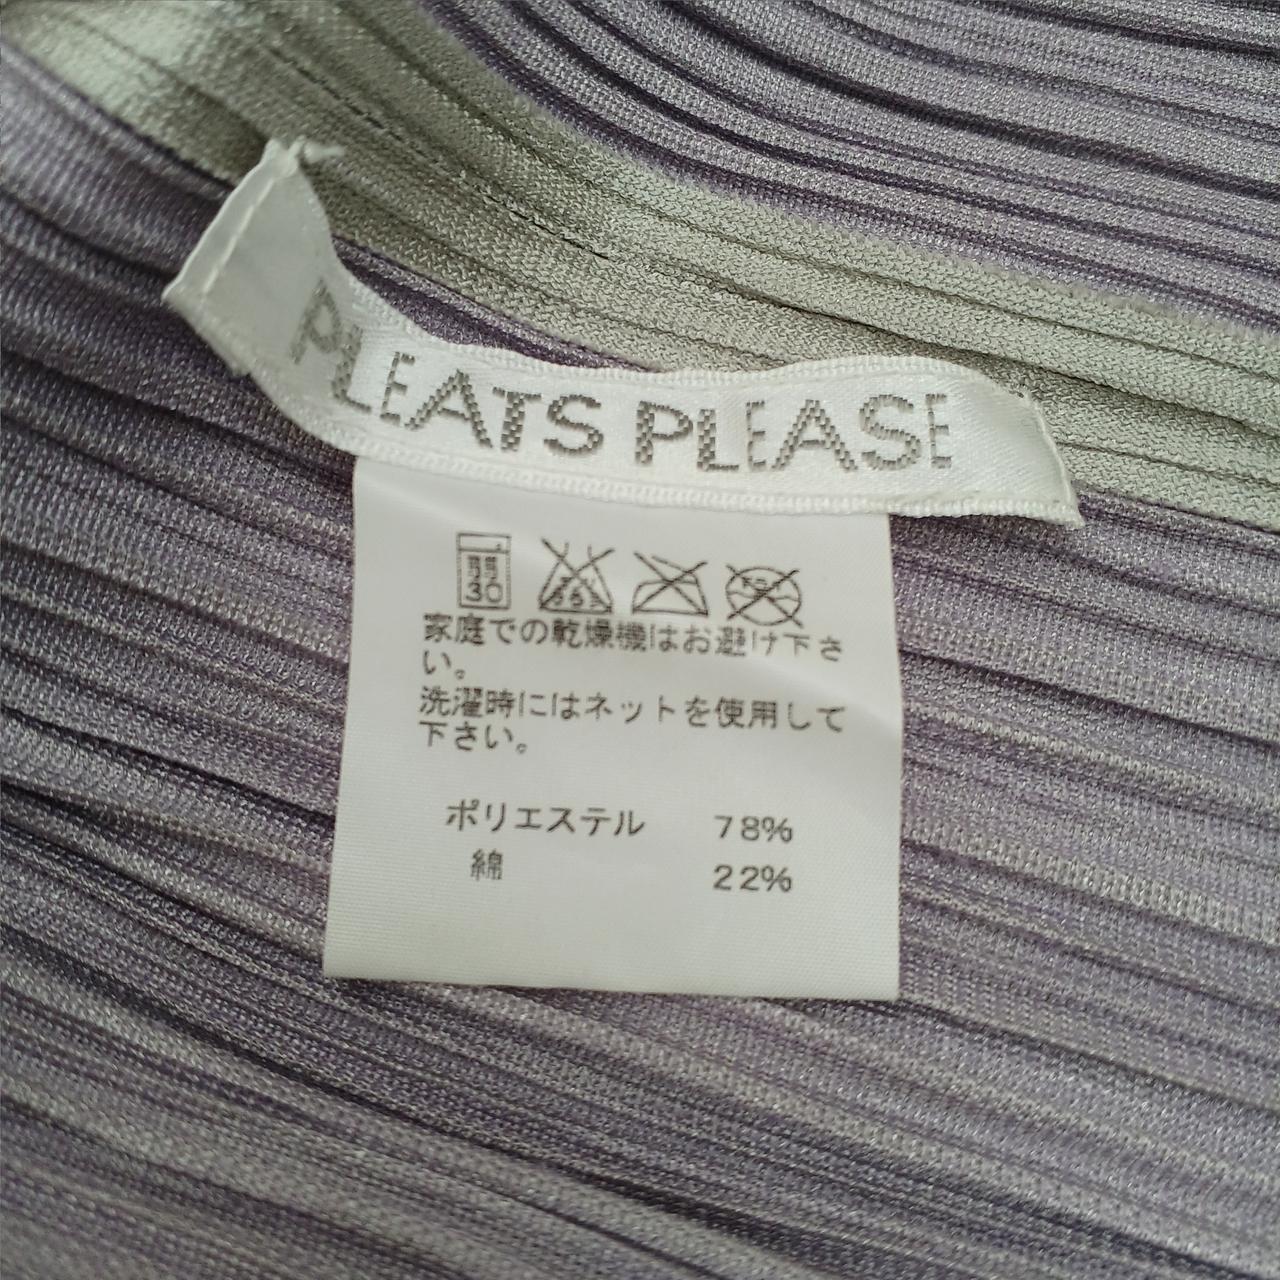 PLEATS PLEASE
弱
30
家庭での乾燥機はお避け下さ
い。
洗濯時にはネットを使用して
下さい。
ポリエステル 78%
綿 22%